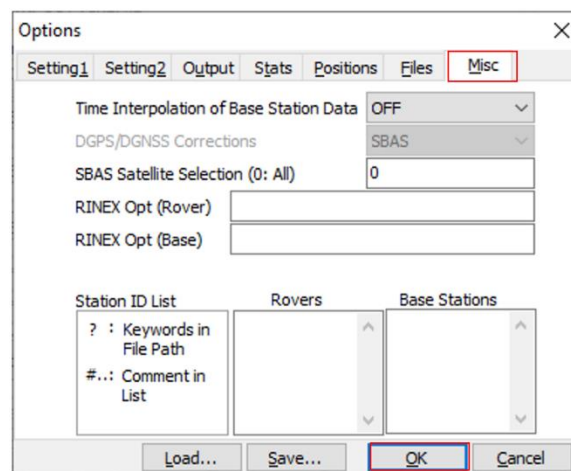 Options
Setting1 Setting2 Output Stats Positions Files Misc
Time Interpolation of Base Station Data OFF
DGPS/DGNSS Corrections SBAS
SBAS Satellite Selection (0: All) 0
RINEX Opt (Rover)
RINEX Opt (Base)
Station ID List Rovers Base Stations
? : Keywords in
File Path
#..: Comment in
List
Load... Save... OK Cancel